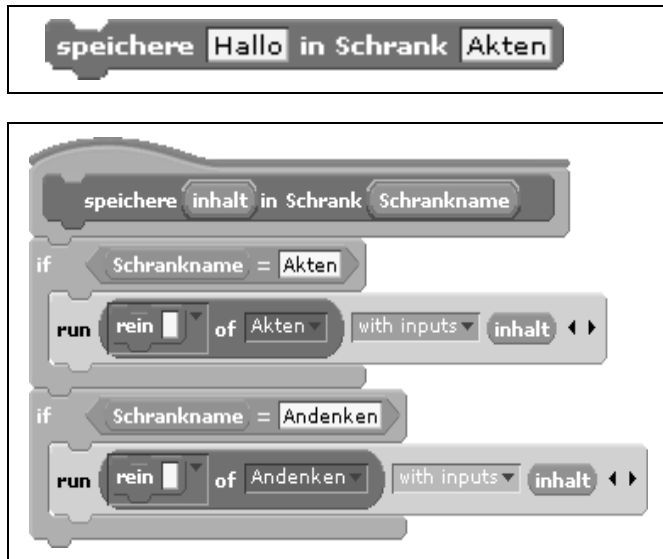 speichere Hallo in Schrank Akten
speichere inhalt in Schrank Schrankname
if Schrankname = Akten
run rein of Akten with inputs inhalt
if Schrankname = Andenken
run rein of Andenken with inputs inhalt